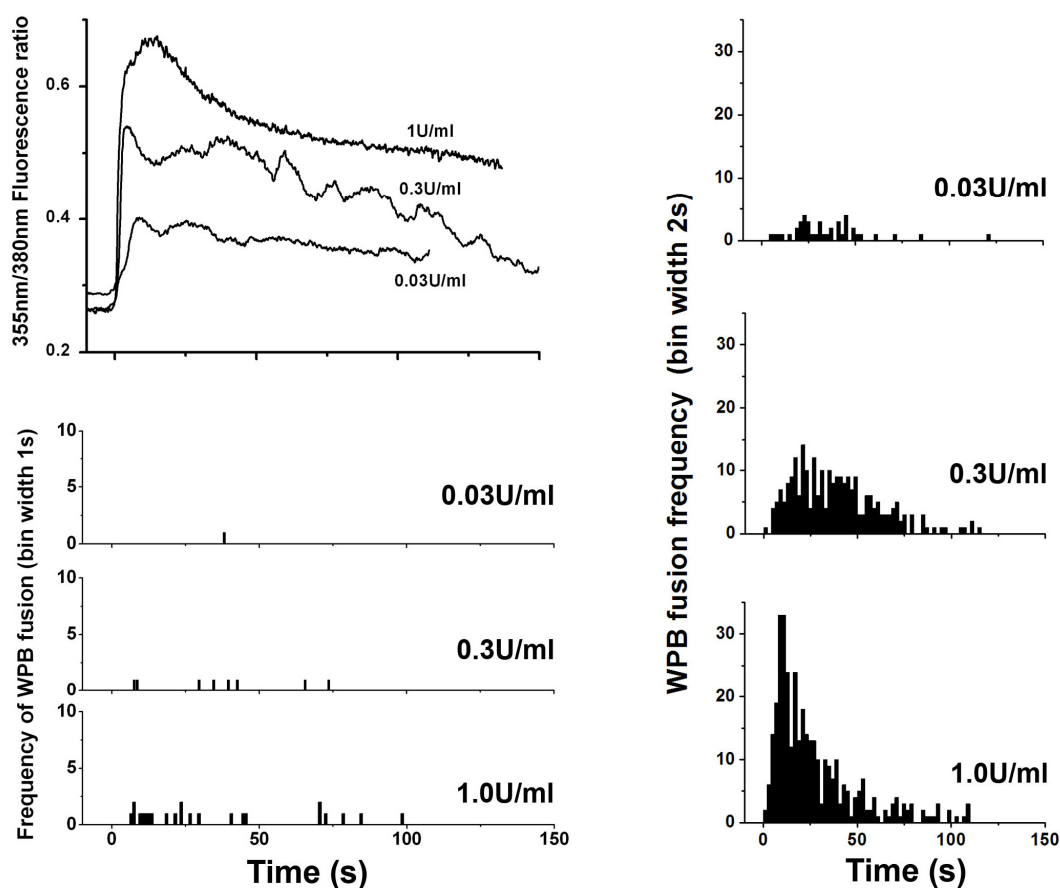 355nm/380nm Fluorescence ratio
0.6
0.4
0.2
1U/ml
0.3U/ml
0.03U/ml
Frequency of WPB fusion (bin width 1s)
10
5
0
0.03U/ml
10
5
0
0.3U/ml
10
5
0
1.0U/ml
0
50
100
150
Time (s)
WPB fusion frequency (bin width 2s)
30
20
10
0
0.03U/ml
30
20
10
0
0.3U/ml
30
20
10
0
1.0U/ml
0
50
100
150
Time (s)